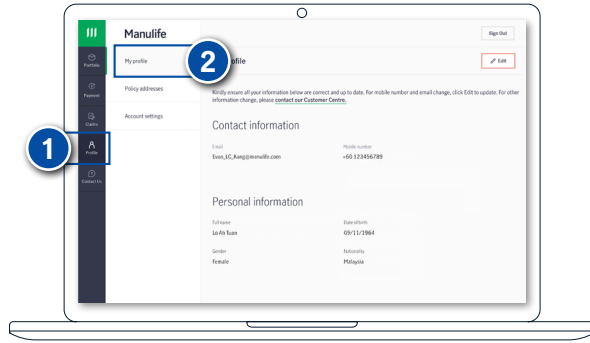 Manulife
Sign Out
Portfolio
Payment
Claims
Profile
Contact Us
1
My profile
Policy addresses
Account settings
2
ofile
Edit
Kindly ensure all your information below are correct and up to date. For mobile number and email change, click Edit to update. For other
information change, please contact our Customer Centre.
Contact information
Email
Mobile number
Evan_LC_Kang@manulife.com
+60 123456789
Personal information
Full name
Date of birth
Lo Ah Tuan
09/11/1964
Gender
Nationality
Female
Malaysia